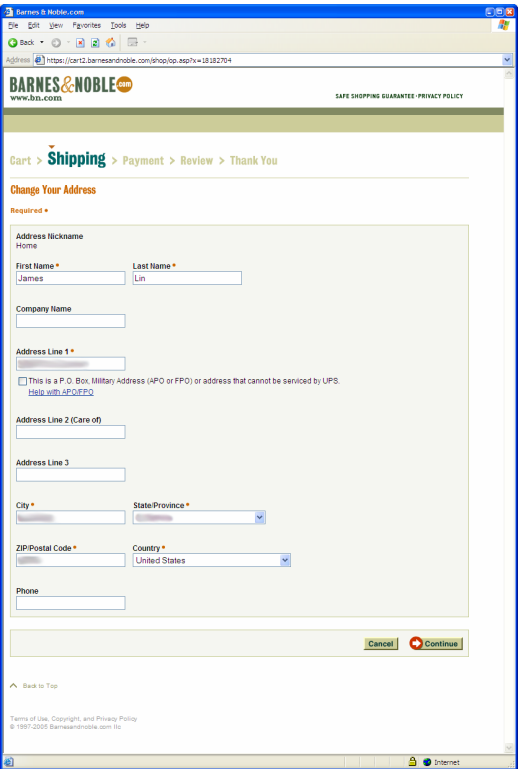 Barnes & Noble.com
File Edit View Favorites Tools Help
Back
Address https://cart2.barnesandnoble.com/shop/op.asp?x=18182704
BARNES&NOBLE.com
www.bn.com
SAFE SHOPPING GUARANTEE·PRIVACY POLICY
Cart > Shipping > Payment > Review > Thank You
Change Your Address
Required •
Address Nickname
Home
First Name • Last Name •
James Lin
Company Name
Address Line 1 •
This is a P.O. Box, Military Address (APO or FPO) or address that cannot be serviced by UPS.
Help with APO/FPO
Address Line 2 (Care of)
Address Line 3
City • State/Province •
ZIP/Postal Code • Country •
United States
Phone
Cancel Continue
Back to Top
Terms of Use, Copyright, and Privacy Policy
© 1997-2005 Barnesandnoble.com llc
Internet